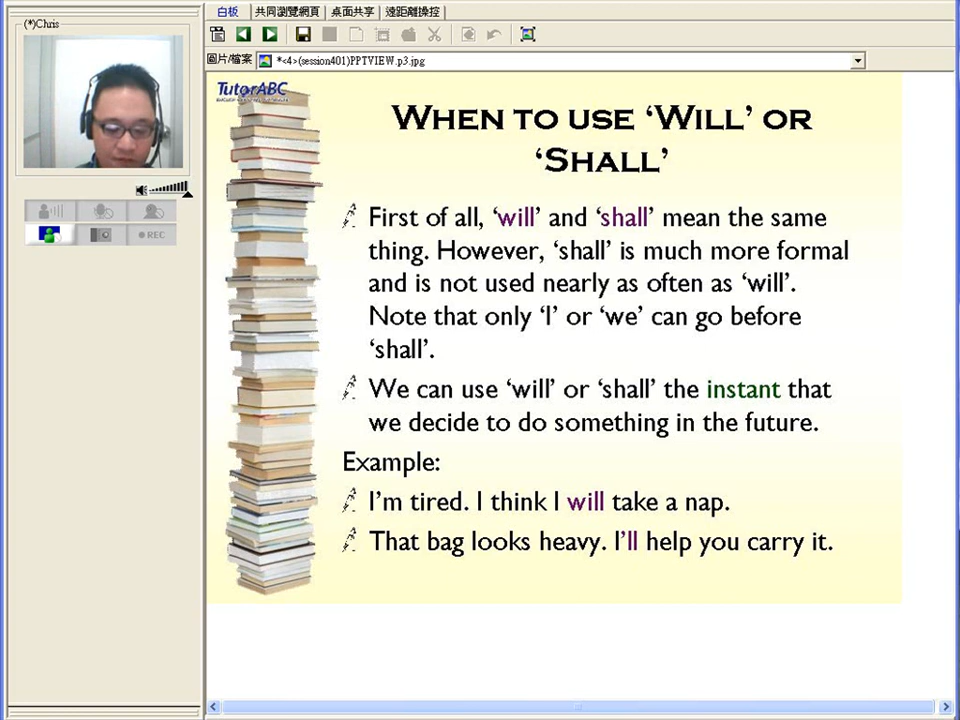 (*)Chris
白板 共同瀏覽網頁 桌面共享 遠距離操控
圖片/檔案 *<4>(session401)PPTVIEW.p3.jpg
TutorABC
WHEN TO USE ‘WILL’ OR
‘SHALL’
First of all, ‘will’ and ‘shall’ mean the same
thing. However, ‘shall’ is much more formal
and is not used nearly as often as ‘will’.
Note that only ‘I’ or ‘we’ can go before
‘shall’.
We can use ‘will’ or ‘shall’ the instant that
we decide to do something in the future.
Example:
I’m tired. I think I will take a nap.
That bag looks heavy. I’ll help you carry it.
REC